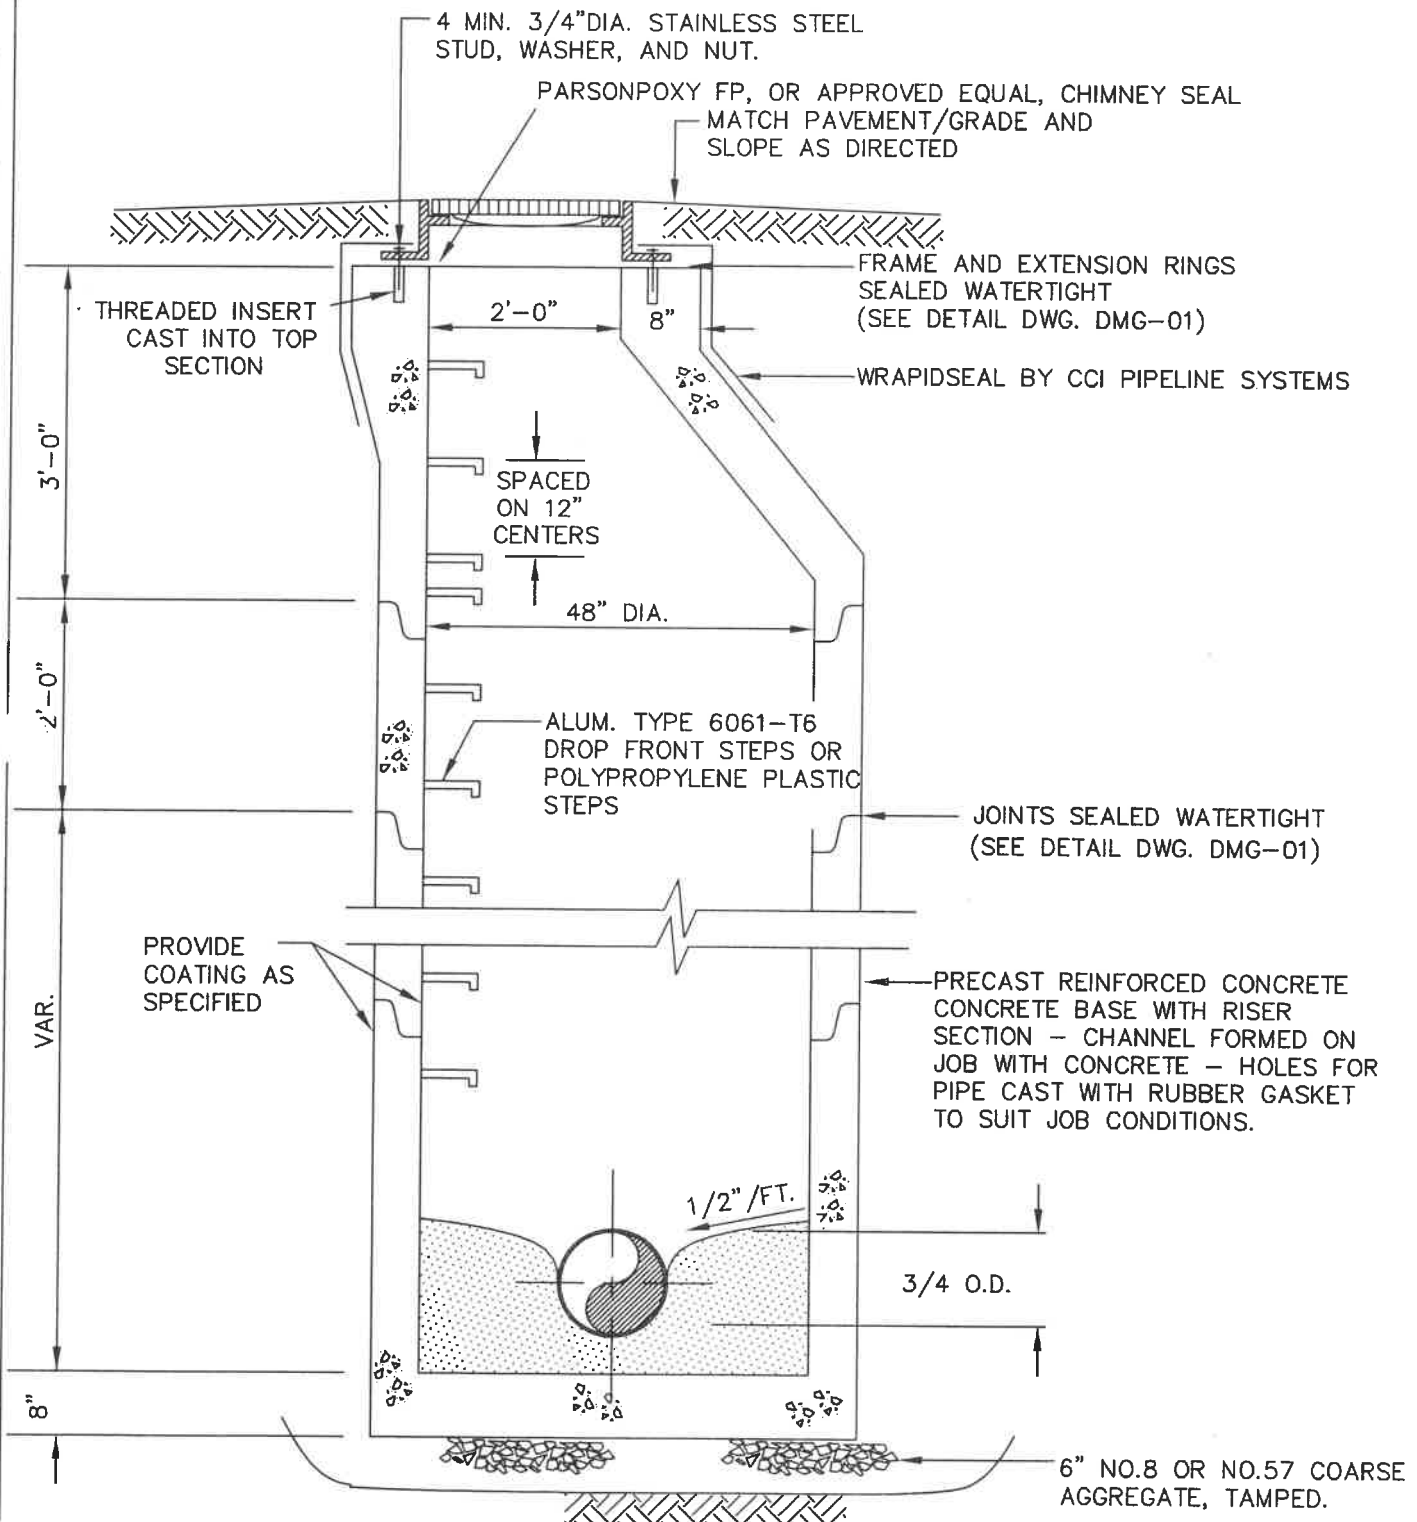 4 MIN. 3/4"DIA. STAINLESS STEEL
STUD, WASHER, AND NUT.
PARSONPOXY FP, OR APPROVED EQUAL, CHIMNEY SEAL
MATCH PAVEMENT/GRADE AND
SLOPE AS DIRECTED
FRAME AND EXTENSION RINGS
SEALED WATERTIGHT
(SEE DETAIL DWG. DMG-01)
THREADED INSERT
CAST INTO TOP
SECTION
2'-0"
8"
WRAPIDSEAL BY CCI PIPELINE SYSTEMS
3'-0"
SPACED
ON 12"
CENTERS
48" DIA.
2'-0"
ALUM. TYPE 6061-T6
DROP FRONT STEPS OR
POLYPROPYLENE PLASTIC
STEPS
JOINTS SEALED WATERTIGHT
(SEE DETAIL DWG. DMG-01)
PROVIDE
COATING AS
SPECIFIED
VAR.
PRECAST REINFORCED CONCRETE
CONCRETE BASE WITH RISER
SECTION - CHANNEL FORMED ON
JOB WITH CONCRETE - HOLES FOR
PIPE CAST WITH RUBBER GASKET
TO SUIT JOB CONDITIONS.
1/2"/FT.
3/4 O.D.
8"
6" NO.8 OR NO.57 COARSE
AGGREGATE, TAMPED.